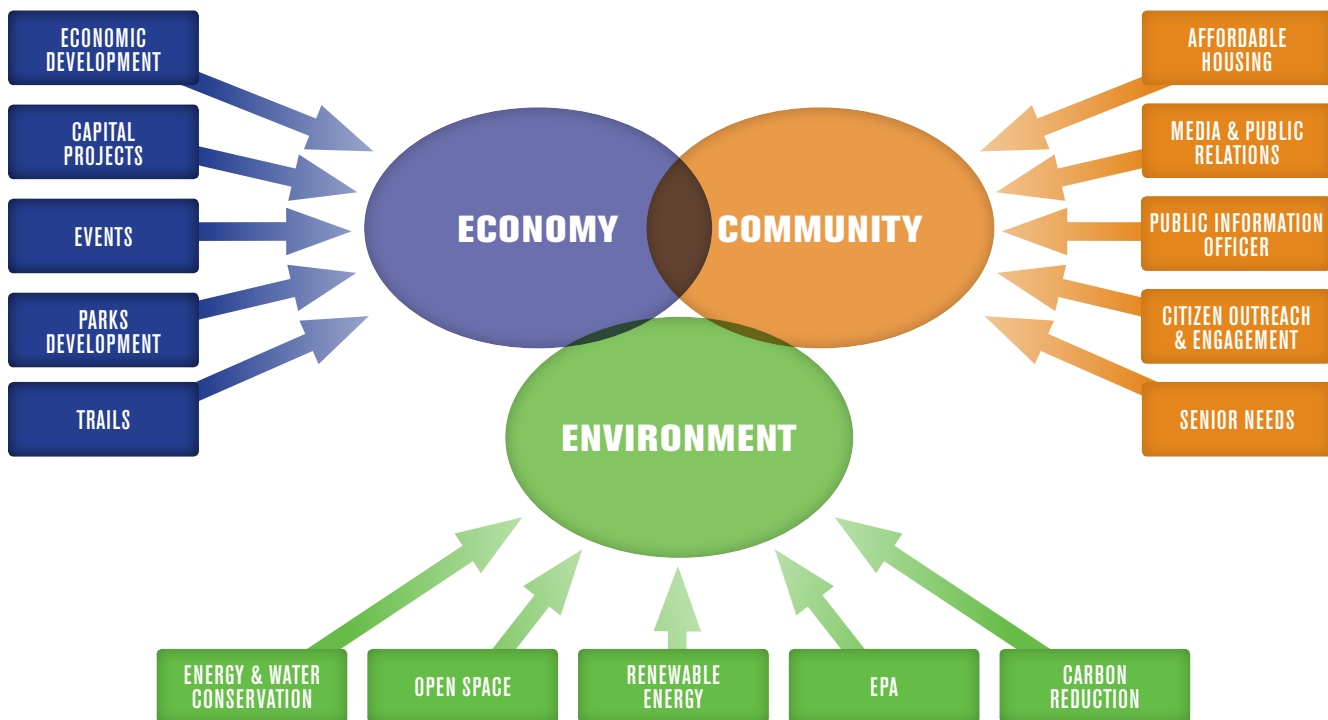 ECONOMIC
DEVELOPMENT
CAPITAL
PROJECTS
EVENTS
PARKS
DEVELOPMENT
TRAILS
ECONOMY
COMMUNITY
ENVIRONMENT
AFFORDABLE
HOUSING
MEDIA & PUBLIC
RELATIONS
PUBLIC INFORMATION
OFFICER
CITIZEN OUTREACH
& ENGAGEMENT
SENIOR NEEDS
ENERGY & WATER
CONSERVATION
OPEN SPACE
RENEWABLE
ENERGY
EPA
CARBON
REDUCTION